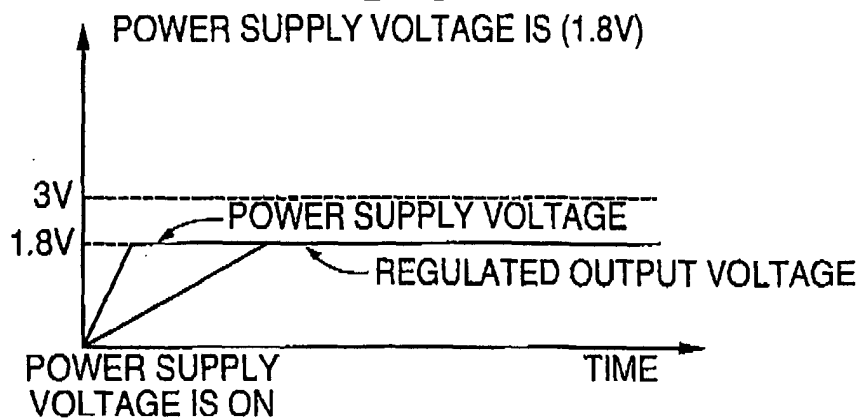 POWER SUPPLY VOLTAGE IS (1.8V)
3V
POWER SUPPLY VOLTAGE
1.8V
REGULATED OUTPUT VOLTAGE
POWER SUPPLY
VOLTAGE IS ON
TIME